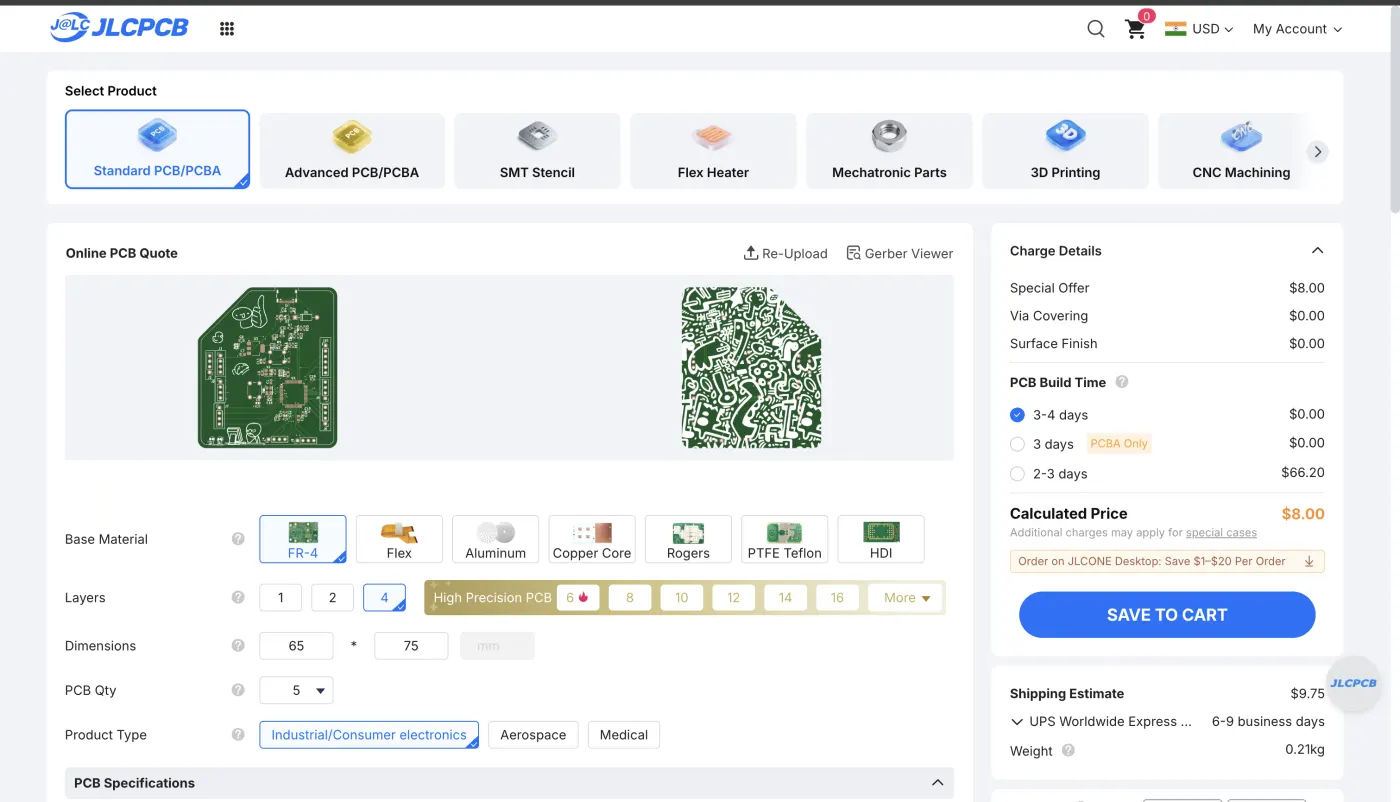 J@LC JLCPCB
0
USD
My Account
Select Product
PCB
PCB
3D
CNC
Standard PCB/PCBA
Advanced PCB/PCBA
SMT Stencil
Flex Heater
Mechatronic Parts
3D Printing
CNC Machining
Online PCB Quote
Re-Upload
Gerber Viewer
Base Material ?
FR-4
Flex
Aluminum
Copper Core
Rogers
PTFE Teflon
HDI
Layers ?
1
2
4
High Precision PCB
6
8
10
12
14
16
More
Dimensions ?
65 * 75 mm
PCB Qty ?
5
Product Type ?
Industrial/Consumer electronics
Aerospace
Medical
PCB Specifications
Charge Details
Special Offer $8.00
Via Covering $0.00
Surface Finish $0.00
PCB Build Time ?
3-4 days $0.00
3 days PCBA Only $0.00
2-3 days $66.20
Calculated Price $8.00
Additional charges may apply for special cases
Order on JLCONE Desktop: Save $1–$20 Per Order
SAVE TO CART
JLCPCB
Shipping Estimate $9.75
UPS Worldwide Express ... 6-9 business days
Weight ? 0.21kg